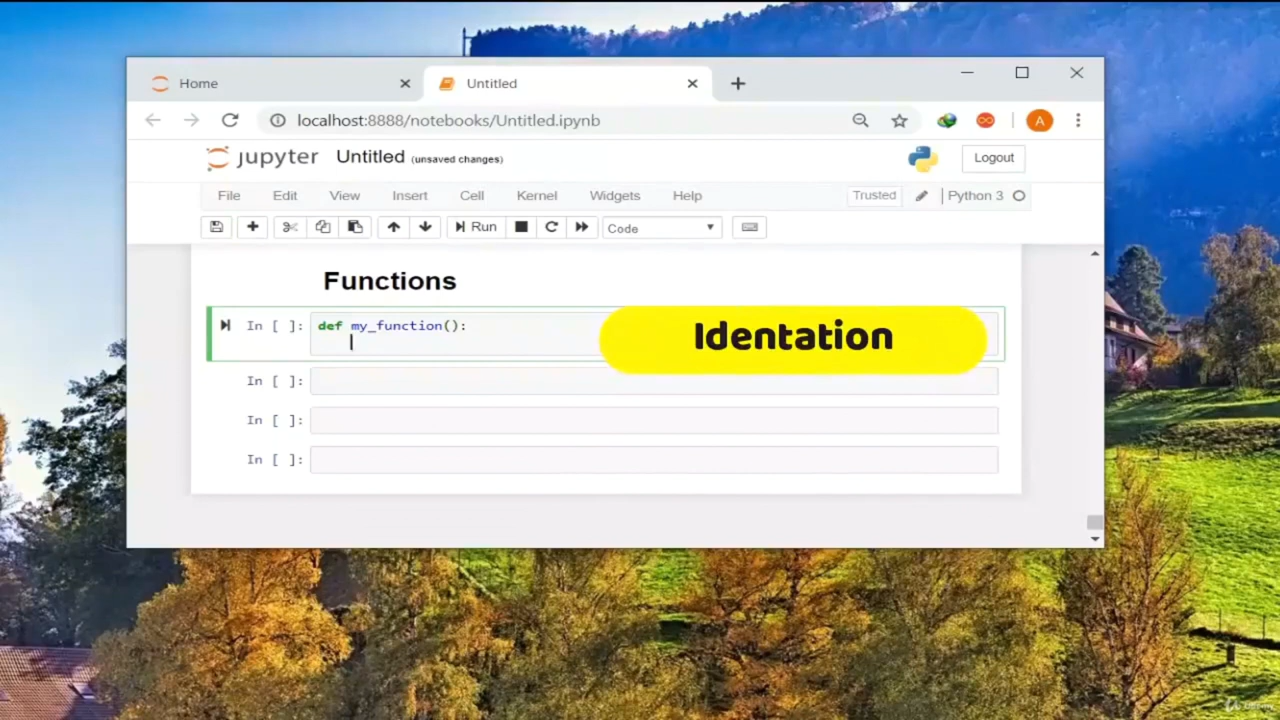 Home
Untitled
localhost:8888/notebooks/Untitled.ipynb
A
jupyter Untitled (unsaved changes)
Logout
File Edit View Insert Cell Kernel Widgets Help
Trusted
Python 3
Run
Code
Functions
In [ ]: def my_function():
Identation
In [ ]:
In [ ]:
In [ ]:
Udemy